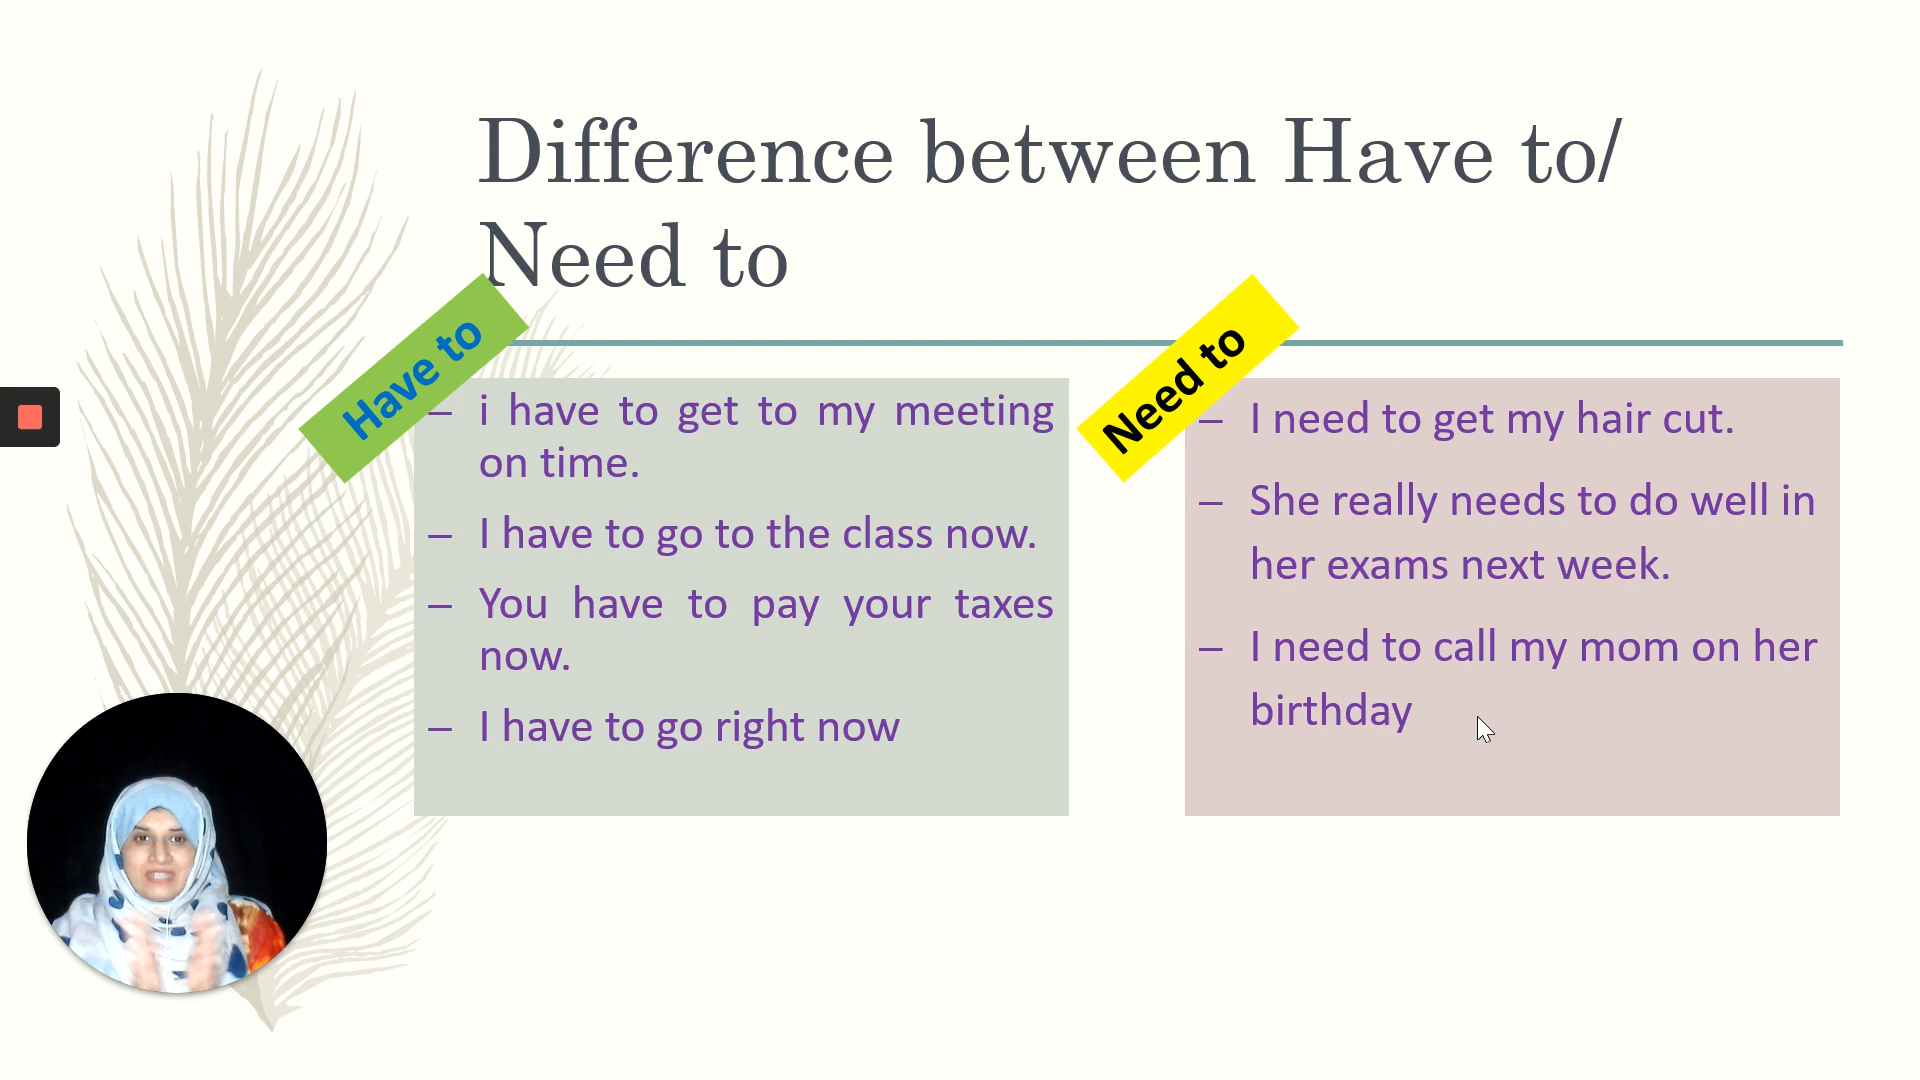 Difference between Have to/
Need to
Have to
– i have to get to my meeting
on time.
– I have to go to the class now.
– You have to pay your taxes
now.
– I have to go right now
Need to
– I need to get my hair cut.
– She really needs to do well in
her exams next week.
– I need to call my mom on her
birthday